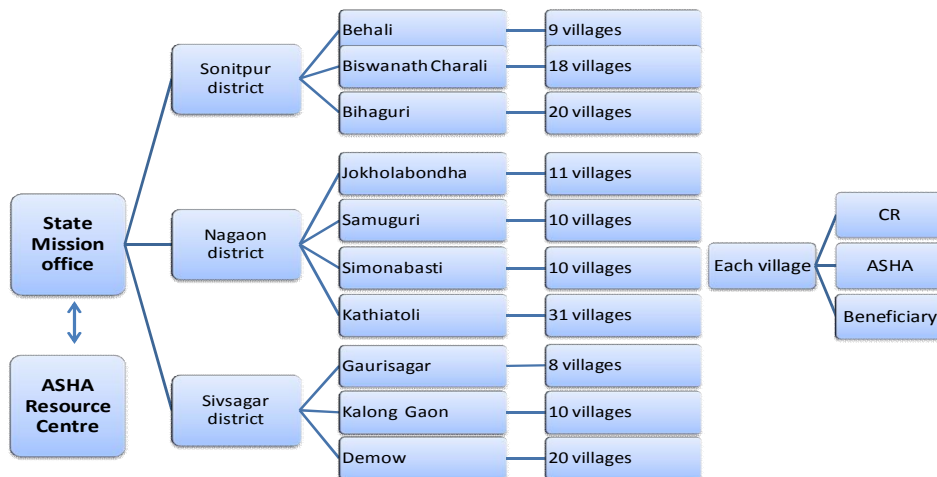 State
Mission
office
ASHA
Resource
Centre
Sonitpur
district
Behali
9 villages
Biswanath Charali
18 villages
Bihaguri
20 villages
Nagaon
district
Jokholabondha
11 villages
Samuguri
10 villages
Simonabasti
10 villages
Kathiatoli
31 villages
Sivsagar
district
Gaurisagar
8 villages
Kalong Gaon
10 villages
Demow
20 villages
Each village
CR
ASHA
Beneficiary